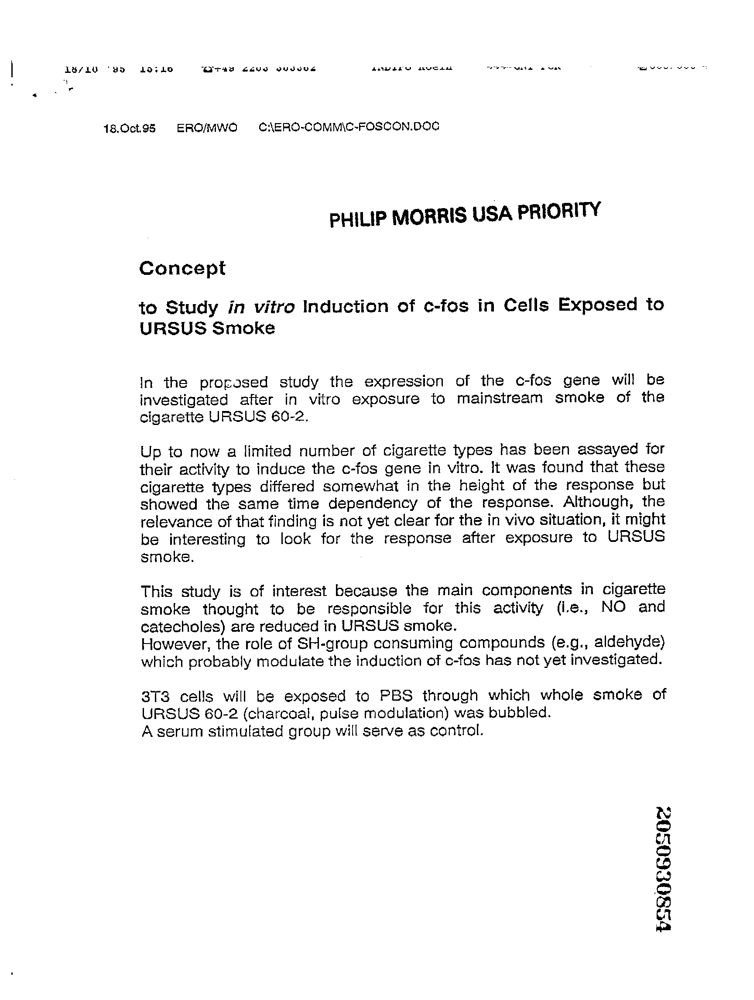 18/10 '95 18:16
18.Oct.95 ERO/MWO C:\ERO-COMM\C-FOSCON.DOC
PHILIP MORRIS USA PRIORITY
Concept
to Study in vitro Induction of c-fos in Cells Exposed to
URSUS Smoke
In the proposed study the expression of the c-fos gene will be
investigated after in vitro exposure to mainstream smoke of the
cigarette URSUS 60-2.
Up to now a limited number of cigarette types has been assayed for
their activity to induce the c-fos gene in vitro. It was found that these
cigarette types differed somewhat in the height of the response but
showed the same time dependency of the response. Although, the
relevance of that finding is not yet clear for the in vivo situation, it might
be interesting to look for the response after exposure to URSUS
smoke.
This study is of interest because the main components in cigarette
smoke thought to be responsible for this activity (i.e., NO and
catecholes) are reduced in URSUS smoke.
However, the role of SH-group consuming compounds (e.g., aldehyde)
which probably modulate the induction of c-fos has not yet investigated.
3T3 cells will be exposed to PBS through which whole smoke of
URSUS 60-2 (charcoal, pulse modulation) was bubbled.
A serum stimulated group will serve as control.
2050930854